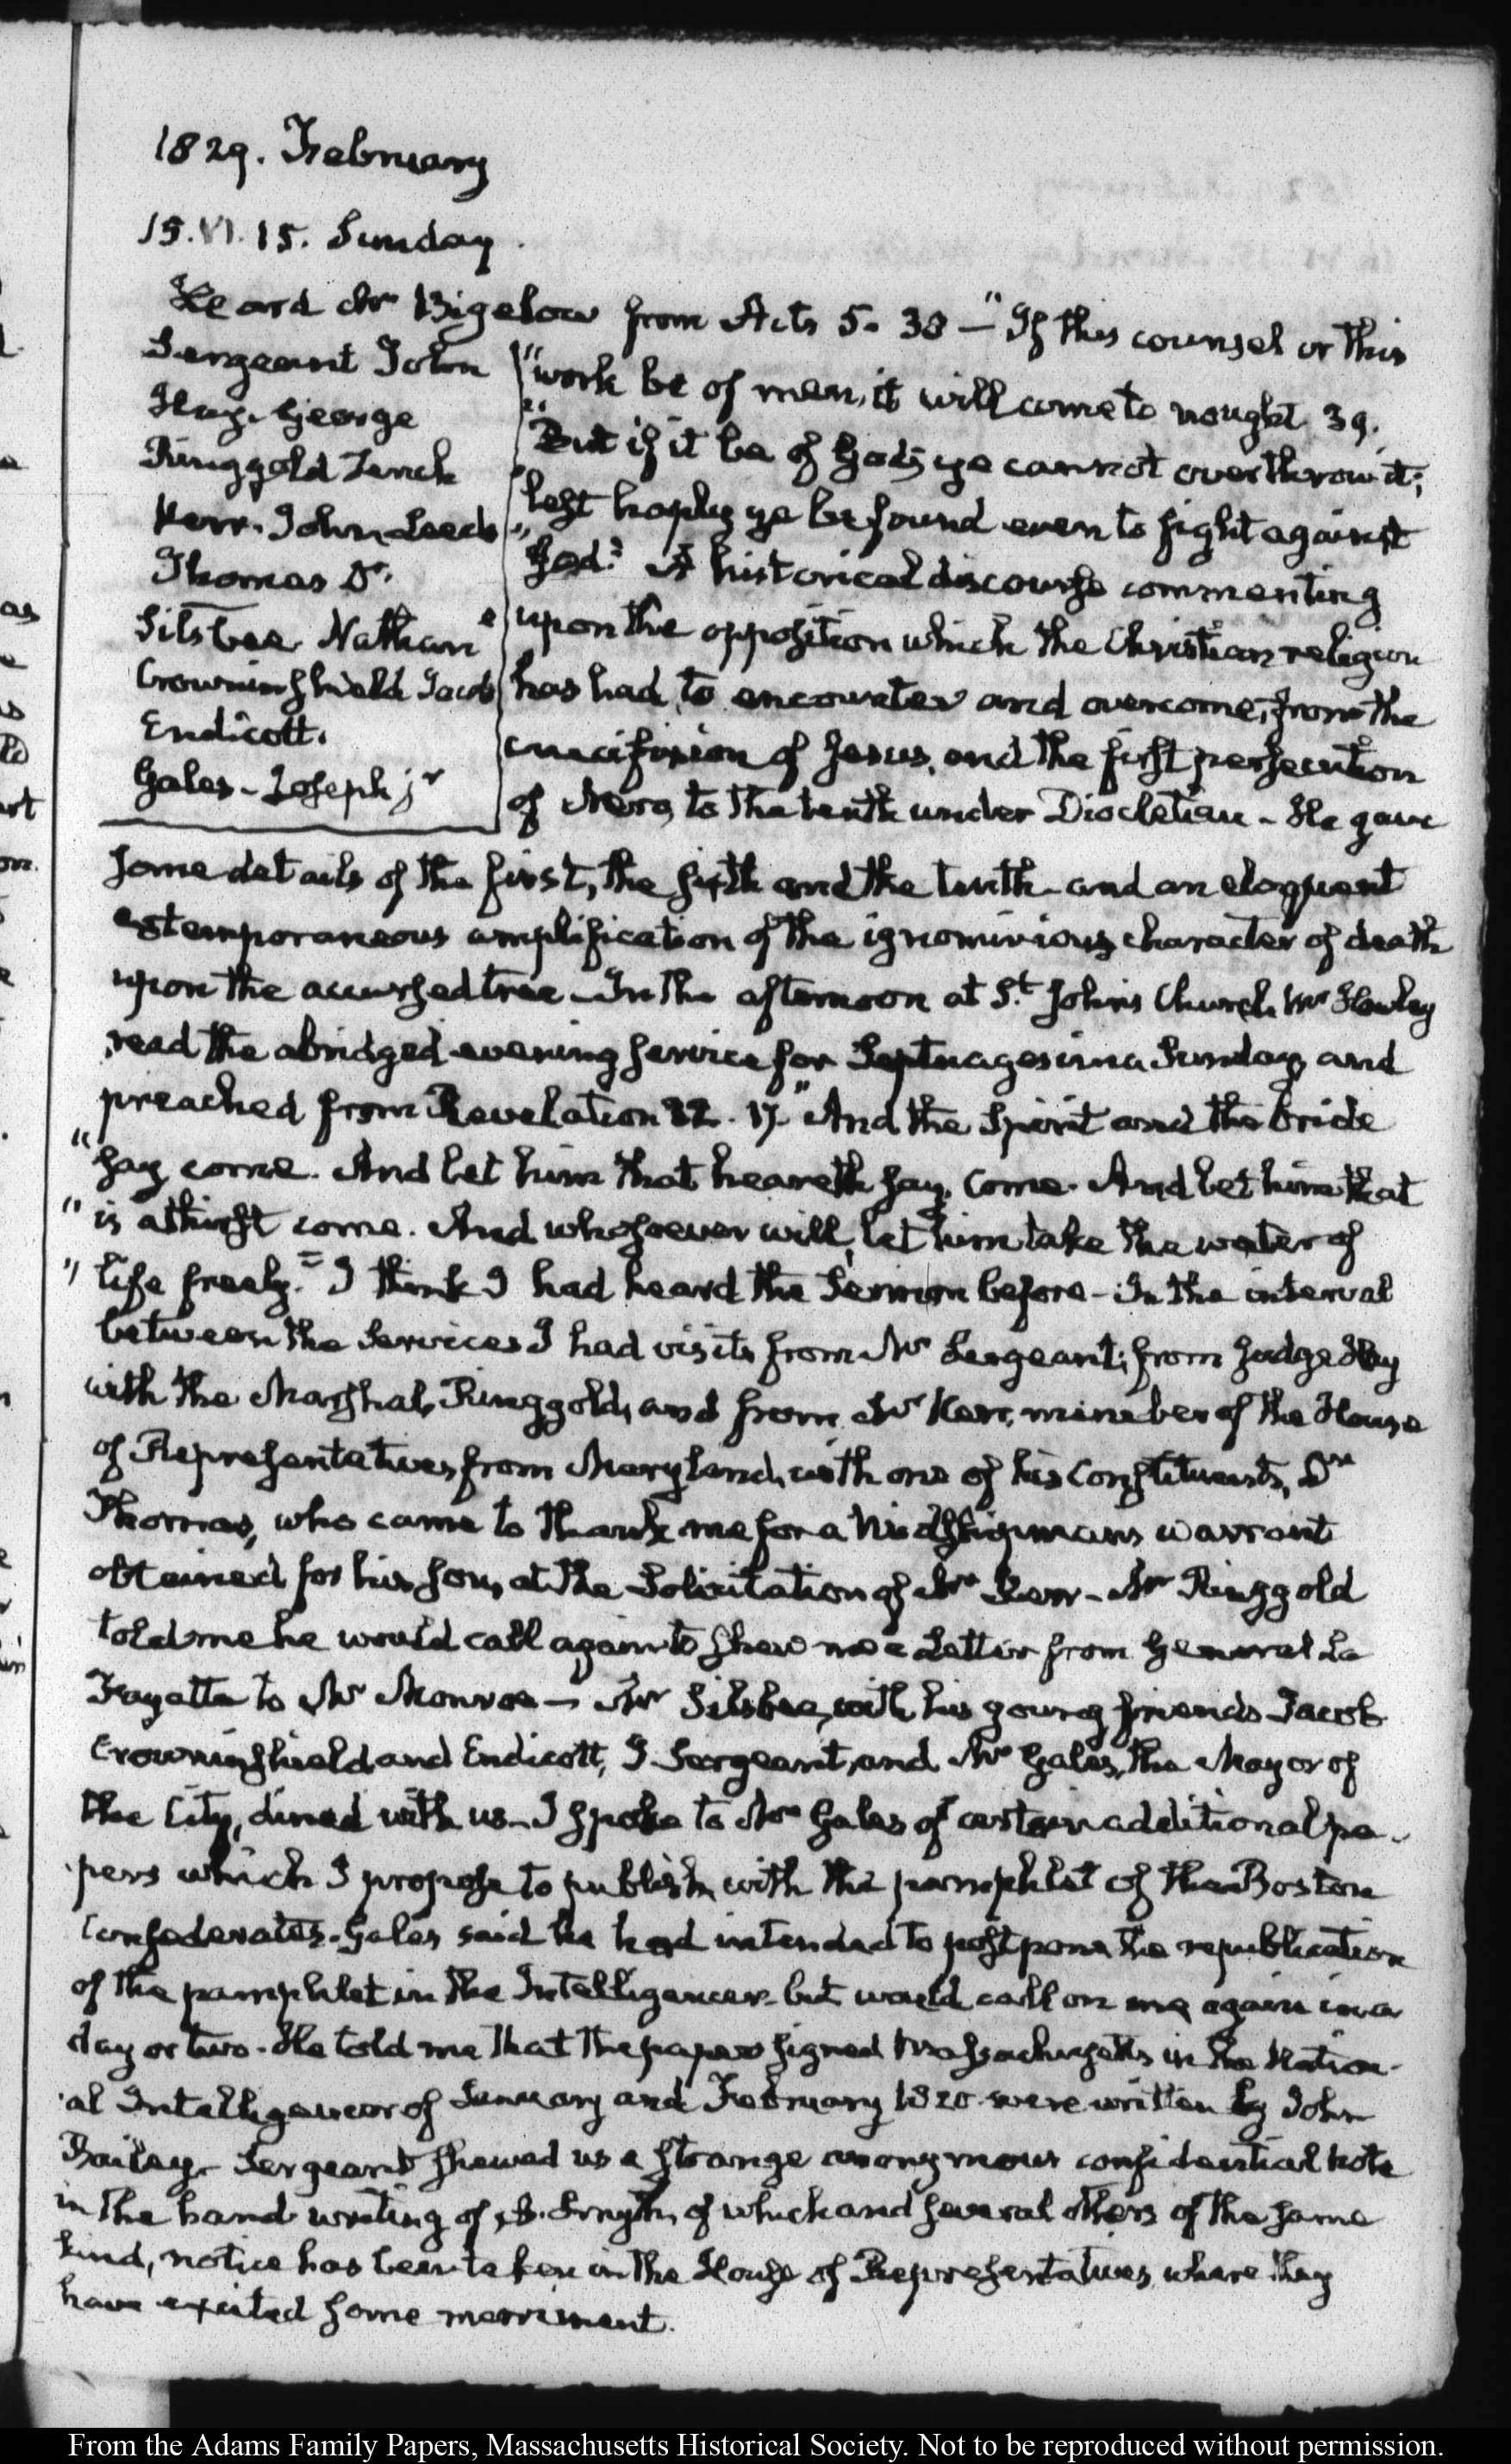 1829. February
15. VI. 15. Sunday.
Heard Mr Bigelow from Acts 5. 38 — "If this counsel or this
Sergeant John
Hay. George
Ringgold Tench
Kerr. John Leeds
Thomas Dr.
Silsbee Nathan
Crowninshield Jacob
Endicott.
Gales - Joseph jr
"work be of men, it will come to nought 39.
"But if it be of God, ye cannot overthrow it;
"lest haply ye be found even to fight against
"God." A historical discourse commenting
upon the opposition which the Christian religion
has had to encounter and overcome, from the
crucifixion of Jesus, and the first persecution
of Nero, to the tenth under Diocletian - He gave
some details of the first, the fifth and the tenth - and an eloquent
extemporaneous amplification of the ignominious character of death
upon the accursed tree - In the afternoon at St. John's Church Mr Hawley
read the abridged evening service for Septuagesima Sunday, and
preached from Revelation 22. 17. "And the Spirit and the bride
"say, come. And let him that heareth say, Come. And let him that
"is athirst come. And whosoever will, let him take the water of
"life freely." I think I had heard the Sermon before - In the interval
between the Services I had visits from Mr Sergeant; from Judge Hay
with the Marshal, Ringgold, and from Mr Kerr, member of the House
of Representatives from Maryland, with one of his Constituents, Dr
Thomas, who came to thank me for a Midshipman's warrant
obtained for his son, at the Solicitation of Mr Kerr - Mr Ringgold
told me he would call again to shew me a Letter from General La
Fayette to Mr Monroe - Mr Silsbee, with his young friends Jacob
Crowninshield and Endicott, J. Sergeant, and Mr Gales, the Mayor of
the City, dined with us - I spoke to Mr Gales of certain additional pa-
pers which I propose to publish, with the pamphlet of the Boston
Confederates - Gales said he had intended to postpone the republication
of the pamphlet in the Intelligencer - but would call on me again in a
day or two - He told me that the papers signed Massachusetts in the Nation-
al Intelligencer of January and February 1820 were written by John
Bailey - Sergeant shewed us a strange anonymous confidential note
in the hand writing of A. Smyth, of which and several others of the same
kind, notice has been taken in the House of Representatives, where they
have excited some merriment.
From the Adams Family Papers, Massachusetts Historical Society. Not to be reproduced without permission.